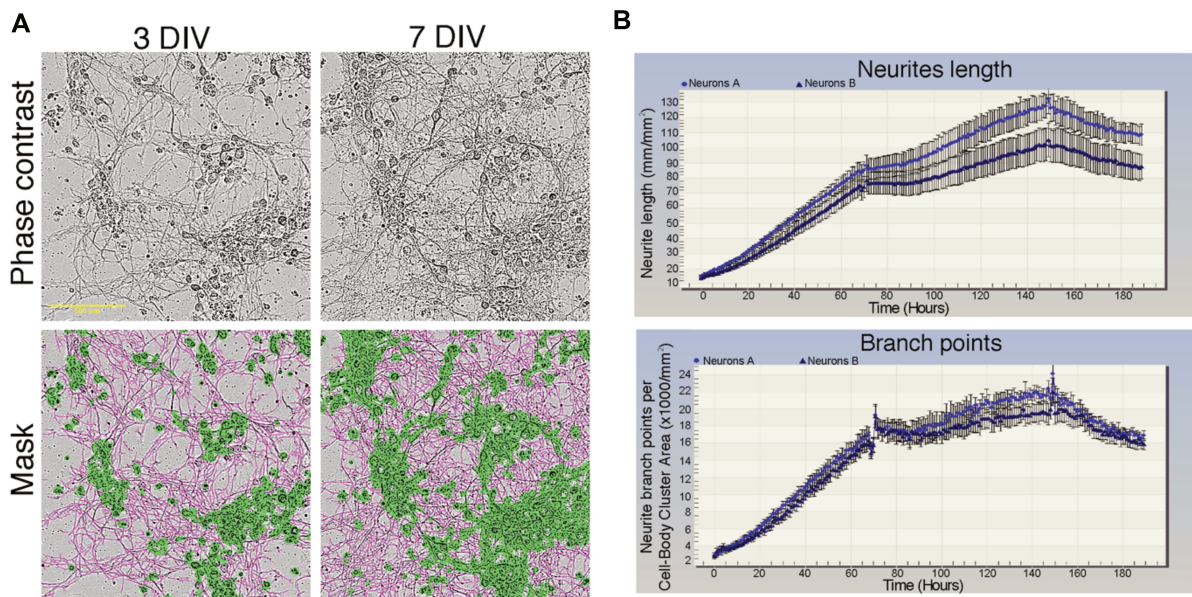 A
3 DIV
7 DIV
Phase contrast
Mask
B
Neurites length
Neurons A
Neurons B
Neurite length (mm/mm²)
130
120
110
100
90
80
70
60
50
40
30
20
10
0 20 40 60 80 100 120 140 160 180
Time (Hours)
Branch points
Neurons A
Neurons B
Neurite branch points per
Cell-Body Cluster Area (x1000/mm²)
24
22
20
18
16
14
12
10
8
6
4
2
0 20 40 60 80 100 120 140 160 180
Time (Hours)